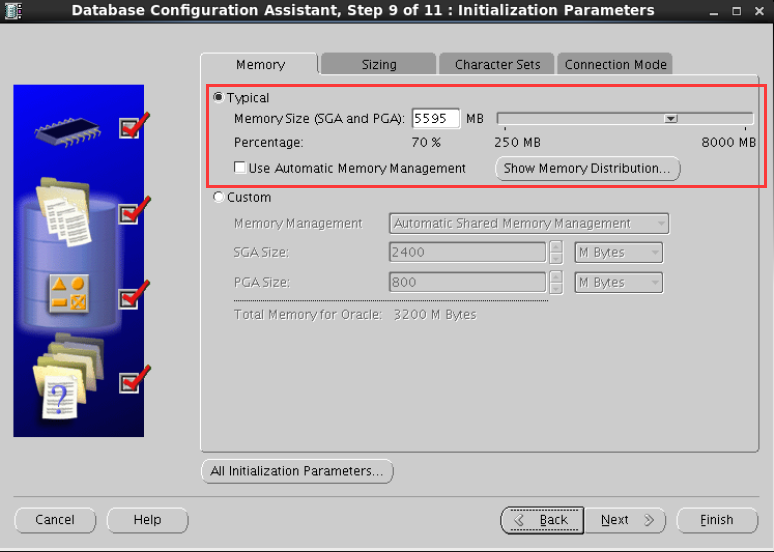 Database Configuration Assistant, Step 9 of 11 : Initialization Parameters
Memory Sizing Character Sets Connection Mode
Typical
Memory Size (SGA and PGA): 5595 MB
Percentage: 70 % 250 MB 8000 MB
Use Automatic Memory Management Show Memory Distribution...
Custom
Memory Management Automatic Shared Memory Management
SGA Size: 2400 M Bytes
PGA Size: 800 M Bytes
Total Memory for Oracle: 3200 M Bytes
?
All Initialization Parameters...
Cancel Help Back Next Finish